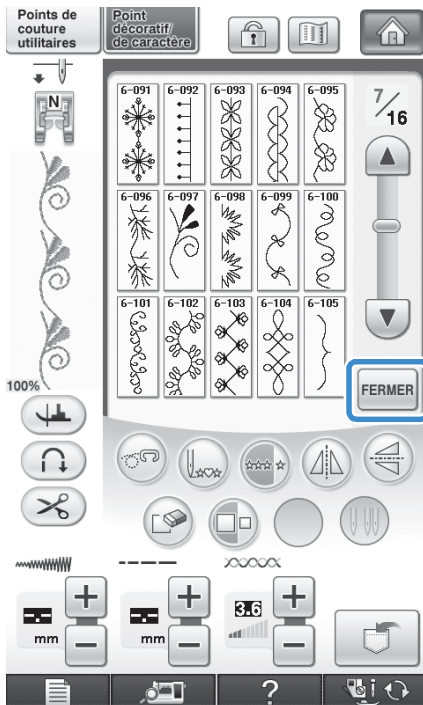 Points de
couture
utilitaires
Point
décoratif/
de caractère
N
6-091 6-092 6-093 6-094 6-095
7/16
6-096 6-097 6-098 6-099 6-100
6-101 6-102 6-103 6-104 6-105
100%
FERMER
3.6
+ + +
mm mm
− − −
?